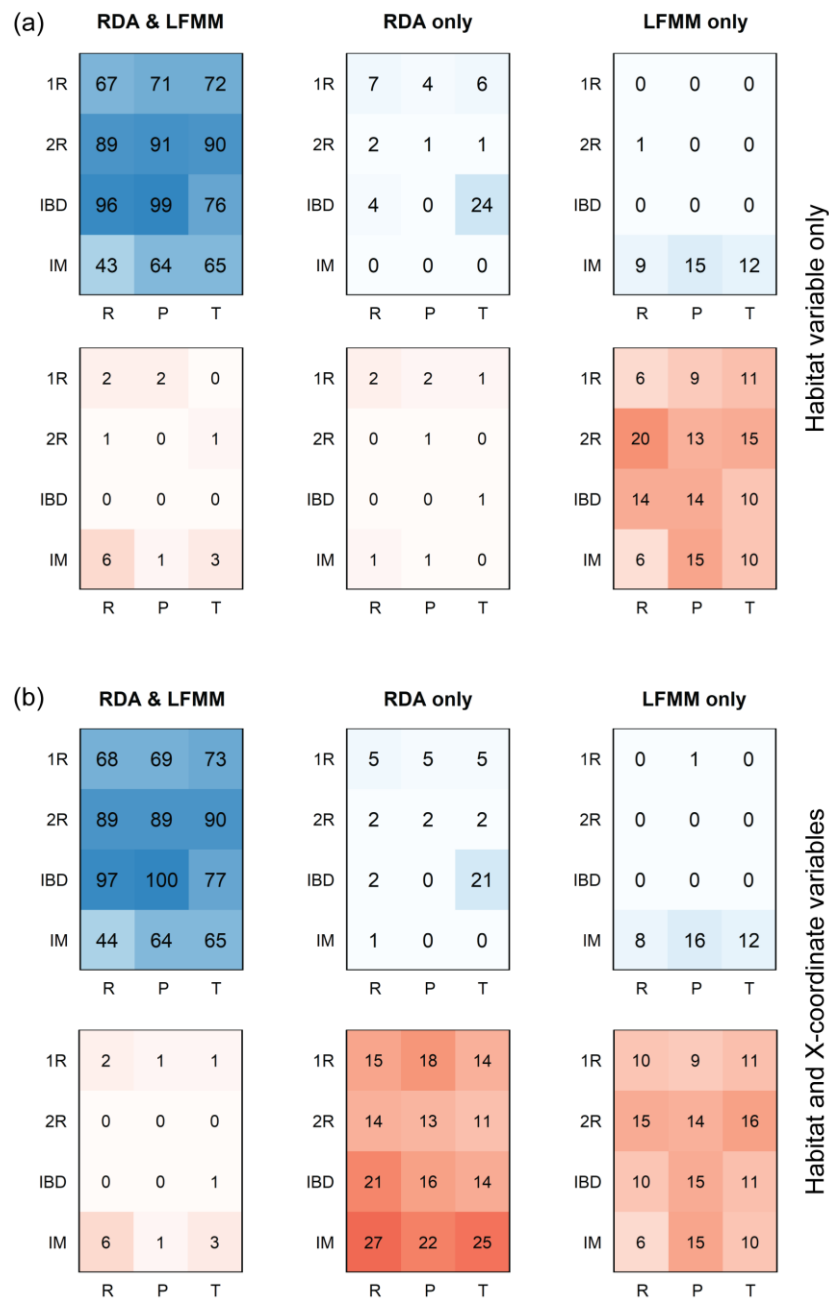 (a)
RDA & LFMM RDA only LFMM only
1R 67 71 72 1R 7 4 6 1R 0 0 0
2R 89 91 90 2R 2 1 1 2R 1 0 0
IBD 96 99 76 IBD 4 0 24 IBD 0 0 0
IM 43 64 65 IM 0 0 0 IM 9 15 12
R P T R P T R P T
1R 2 2 0 1R 2 2 1 1R 6 9 11
2R 1 0 1 2R 0 1 0 2R 20 13 15
IBD 0 0 0 IBD 0 0 1 IBD 14 14 10
IM 6 1 3 IM 1 1 0 IM 6 15 10
R P T R P T R P T
Habitat variable only
(b)
RDA & LFMM RDA only LFMM only
1R 68 69 73 1R 5 5 5 1R 0 1 0
2R 89 89 90 2R 2 2 2 2R 0 0 0
IBD 97 100 77 IBD 2 0 21 IBD 0 0 0
IM 44 64 65 IM 1 0 0 IM 8 16 12
R P T R P T R P T
1R 2 1 1 1R 15 18 14 1R 10 9 11
2R 0 0 0 2R 14 13 11 2R 15 14 16
IBD 0 0 1 IBD 21 16 14 IBD 10 15 11
IM 6 1 3 IM 27 22 25 IM 6 15 10
R P T R P T R P T
Habitat and X-coordinate variables